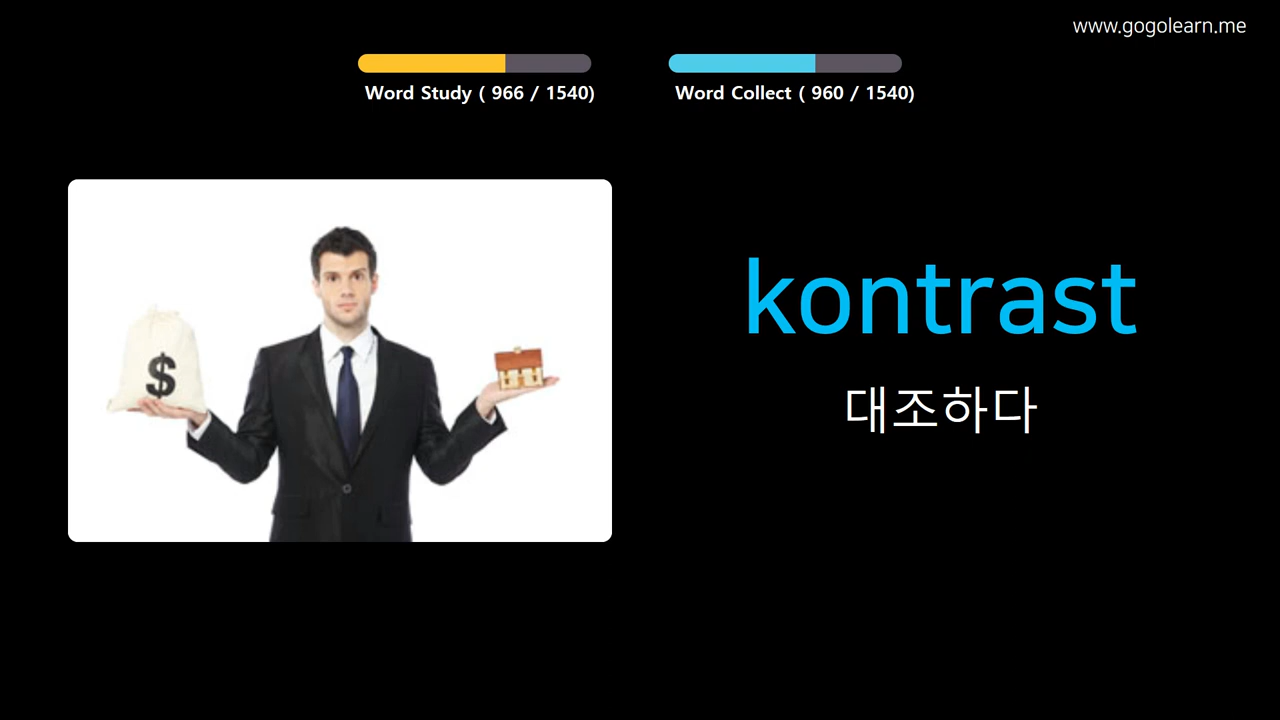 www.gogolearn.me
Word Study ( 966 / 1540)
Word Collect ( 960 / 1540)
$
kontrast
대조하다